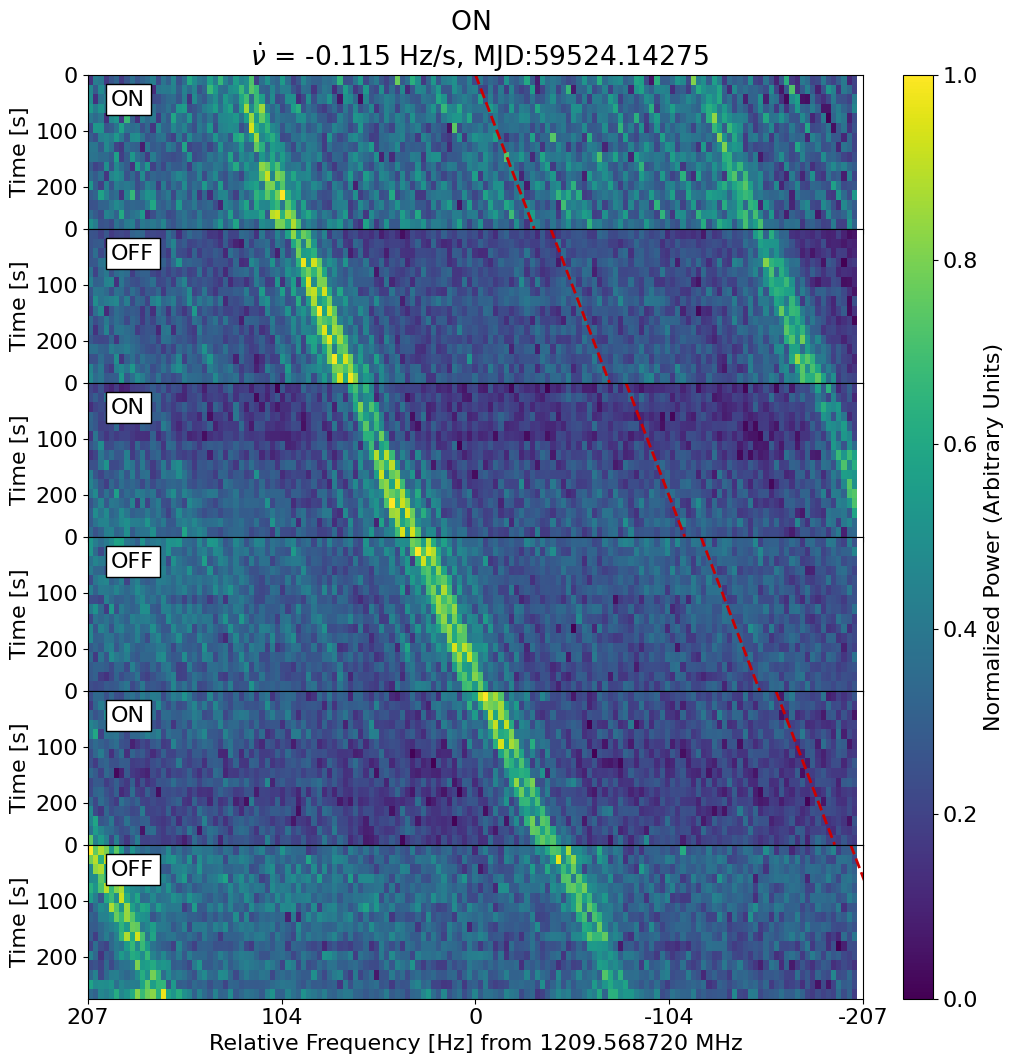 ON
ν̇ = -0.115 Hz/s, MJD:59524.14275
ON
OFF
ON
OFF
ON
OFF
Time [s]
0
100
200
Time [s]
0
100
200
Time [s]
0
100
200
Time [s]
0
100
200
Time [s]
0
100
200
Time [s]
0
100
200
207 104 0 -104 -207
Relative Frequency [Hz] from 1209.568720 MHz
1.0
0.8
0.6
0.4
0.2
0.0
Normalized Power (Arbitrary Units)